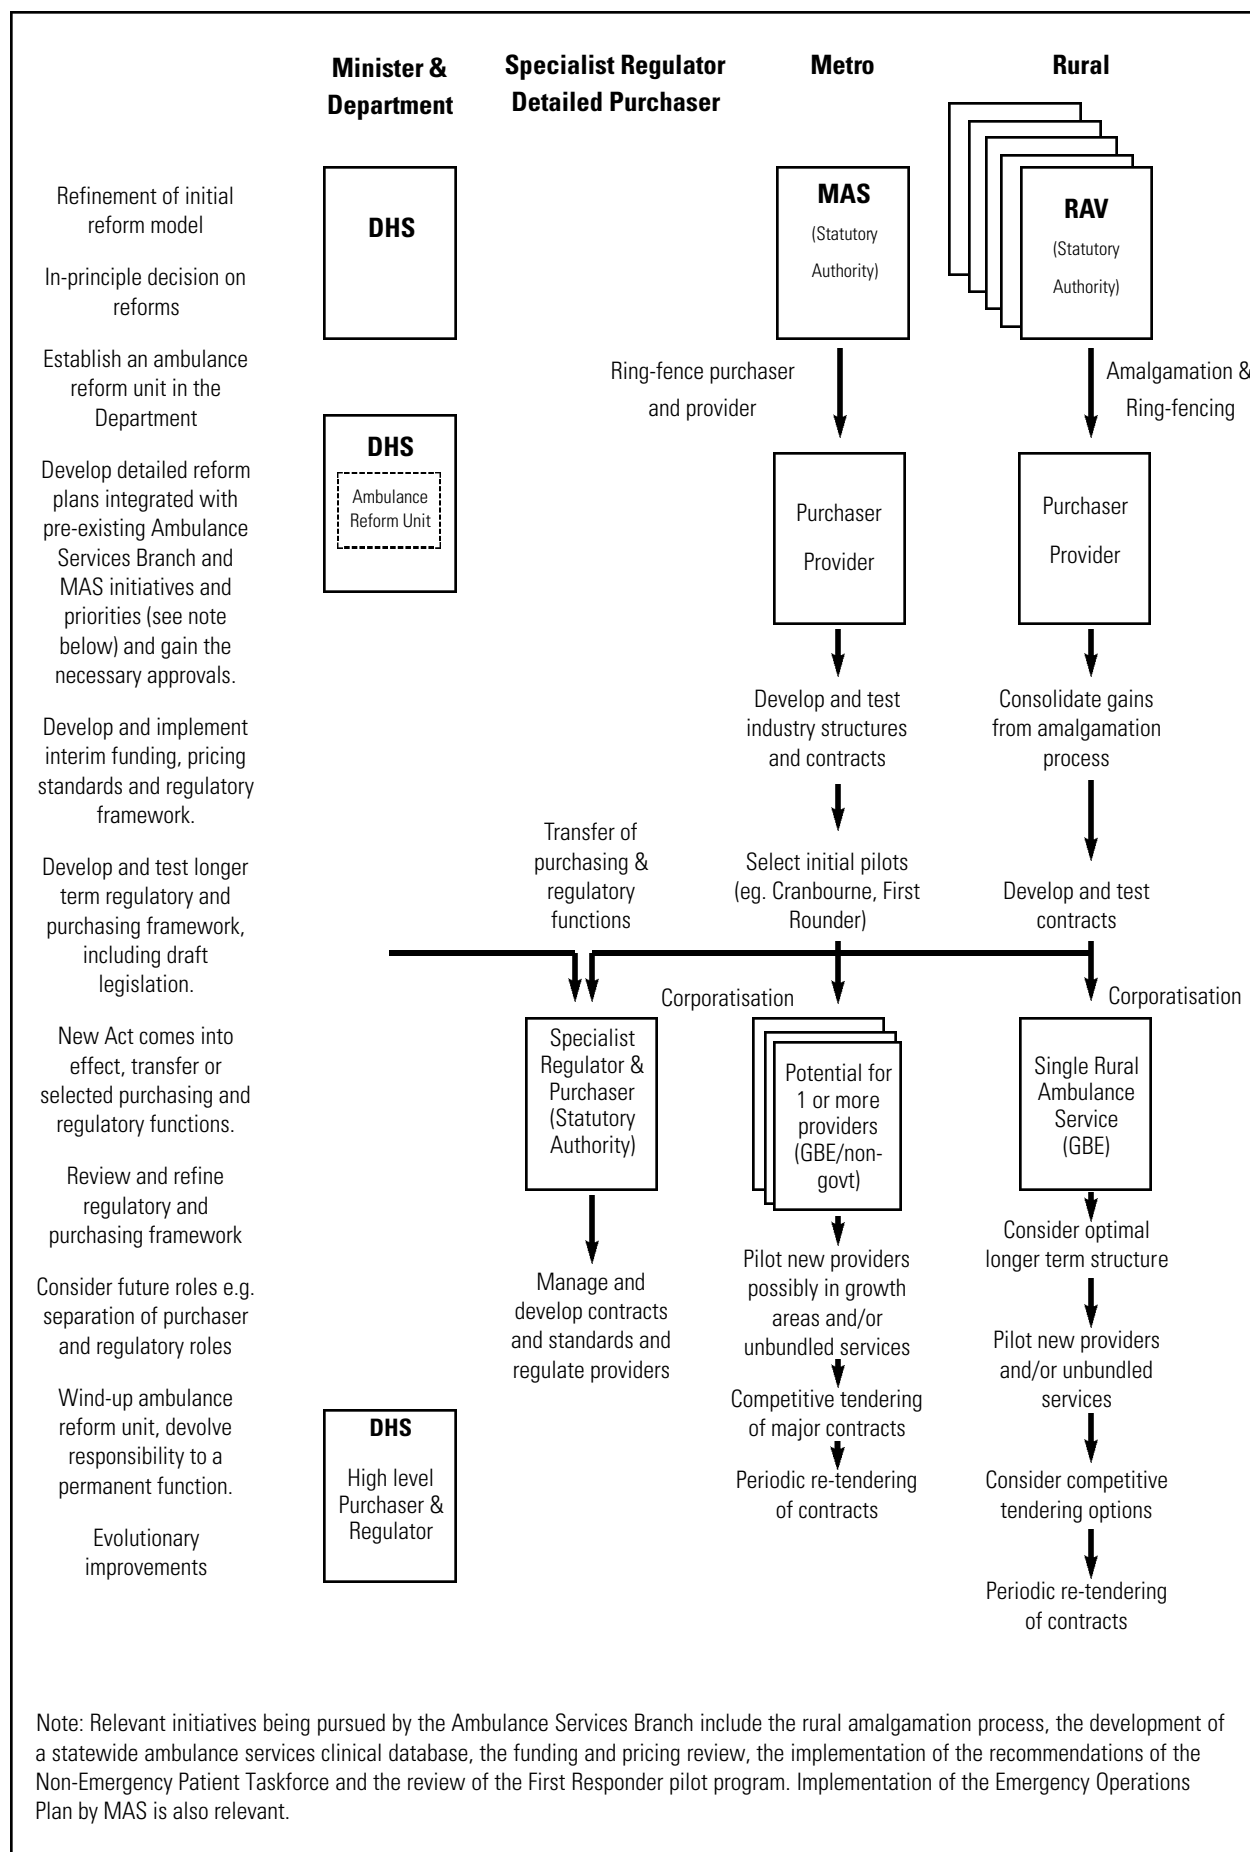 Minister &
Department
Specialist Regulator
Detailed Purchaser
Metro
Rural
Refinement of initial
reform model
In-principle decision on
reforms
Establish an ambulance
reform unit in the
Department
Develop detailed reform
plans integrated with
pre-existing Ambulance
Services Branch and
MAS initiatives and
priorities (see note
below) and gain the
necessary approvals.
Develop and implement
interim funding, pricing
standards and regulatory
framework.
Develop and test longer
term regulatory and
purchasing framework,
including draft
legislation.
New Act comes into
effect, transfer or
selected purchasing and
regulatory functions.
Review and refine
regulatory and
purchasing framework
Consider future roles e.g.
separation of purchaser
and regulatory roles
Wind-up ambulance
reform unit, devolve
responsibility to a
permanent function.
Evolutionary
improvements
DHS
DHS
Ambulance
Reform Unit
DHS
High level
Purchaser &
Regulator
Transfer of
purchasing &
regulatory
functions
Specialist
Regulator &
Purchaser
(Statutory
Authority)
Manage and
develop contracts
and standards and
regulate providers
MAS
(Statutory
Authority)
Ring-fence purchaser
and provider
Purchaser
Provider
Develop and test
industry structures
and contracts
Select initial pilots
(eg. Cranbourne, First
Rounder)
Corporatisation
Potential for
1 or more
providers
(GBE/non-
govt)
Pilot new providers
possibly in growth
areas and/or
unbundled services
Competitive tendering
of major contracts
Periodic re-tendering
of contracts
RAV
(Statutory
Authority)
Amalgamation &
Ring-fencing
Purchaser
Provider
Consolidate gains
from amalgamation
process
Develop and test
contracts
Corporatisation
Single Rural
Ambulance
Service
(GBE)
Consider optimal
longer term structure
Pilot new providers
and/or unbundled
services
Consider competitive
tendering options
Periodic re-tendering
of contracts
Note: Relevant initiatives being pursued by the Ambulance Services Branch include the rural amalgamation process, the development of
a statewide ambulance services clinical database, the funding and pricing review, the implementation of the recommendations of the
Non-Emergency Patient Taskforce and the review of the First Responder pilot program. Implementation of the Emergency Operations
Plan by MAS is also relevant.